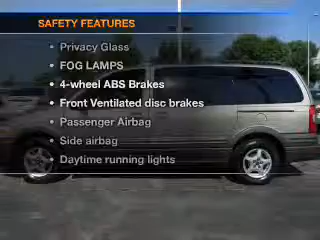 SAFETY FEATURES
• Privacy Glass
• FOG LAMPS
• 4-wheel ABS Brakes
• Front Ventilated disc brakes
• Passenger Airbag
• Side airbag
• Daytime running lights